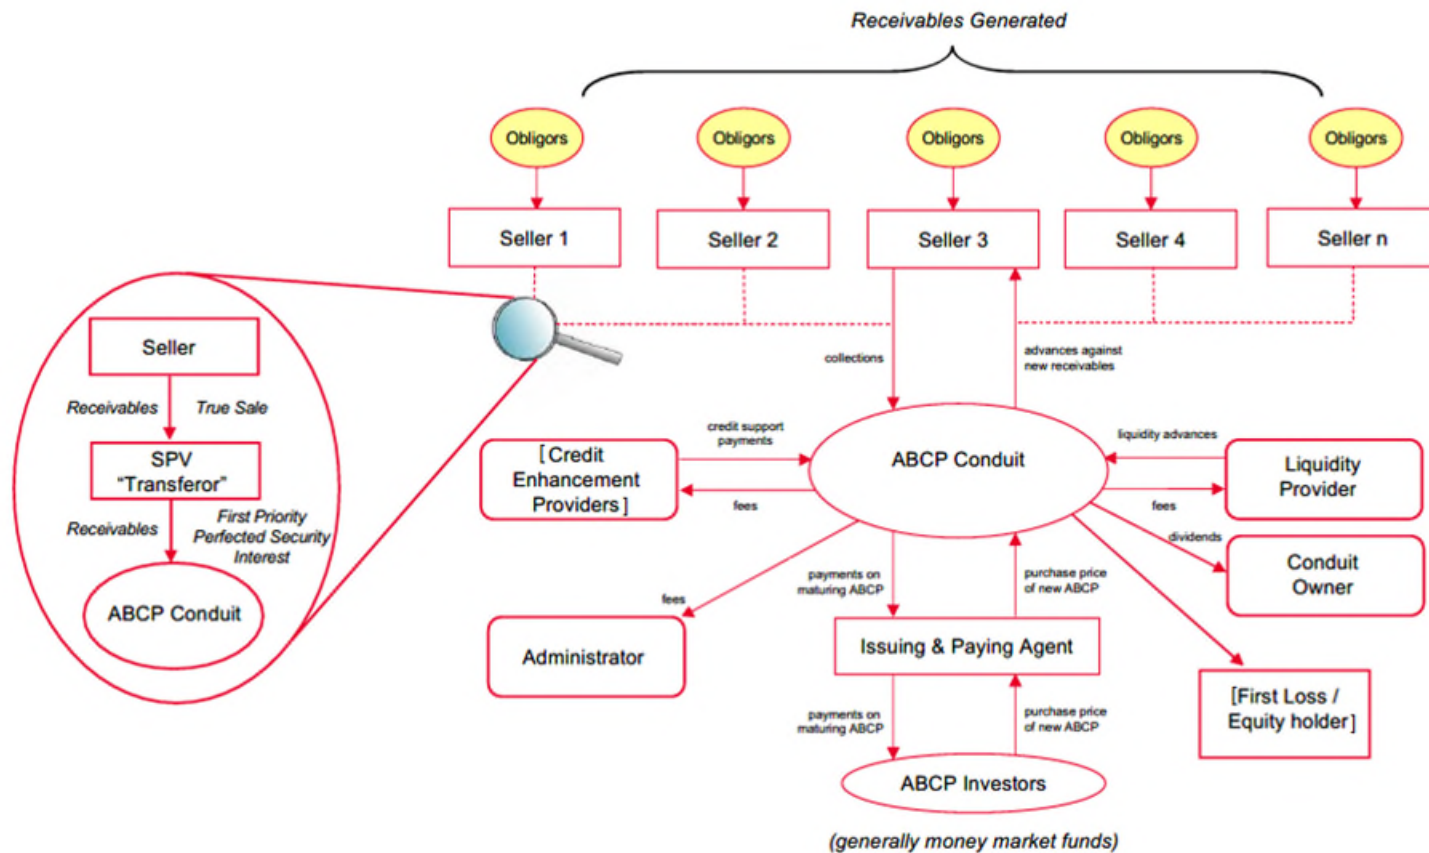 Receivables Generated
Obligors
Obligors
Obligors
Obligors
Obligors
Seller 1
Seller 2
Seller 3
Seller 4
Seller n
collections
advances against
new receivables
Seller
Receivables
True Sale
SPV
“Transferor”
Receivables
First Priority
Perfected Security
Interest
ABCP Conduit
credit support
payments
[Credit
Enhancement
Providers]
fees
ABCP Conduit
liquidity advances
Liquidity
Provider
fees
dividends
Conduit
Owner
payments on
maturing ABCP
purchase price
of new ABCP
fees
Administrator
Issuing & Paying Agent
[First Loss /
Equity holder]
payments on
maturing ABCP
purchase price
of new ABCP
ABCP Investors
(generally money market funds)